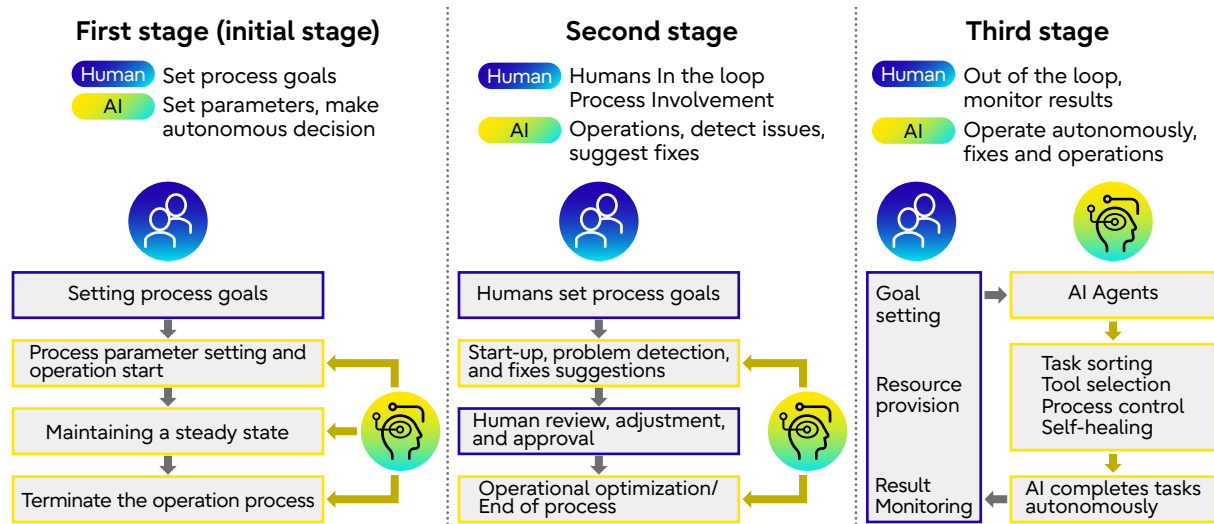 First stage (initial stage)
Human
Set process goals
AI
Set parameters, make
autonomous decision
Setting process goals
Process parameter setting and
operation start
Maintaining a steady state
Terminate the operation process
Second stage
Human
Humans In the loop
Process Involvement
AI
Operations, detect issues,
suggest fixes
Humans set process goals
Start-up, problem detection,
and fixes suggestions
Human review, adjustment,
and approval
Operational optimization/
End of process
Third stage
Human
Out of the loop,
monitor results
AI
Operate autonomously,
fixes and operations
Goal
setting
Resource
provision
Result
Monitoring
AI Agents
Task sorting
Tool selection
Process control
Self-healing
AI completes tasks
autonomously